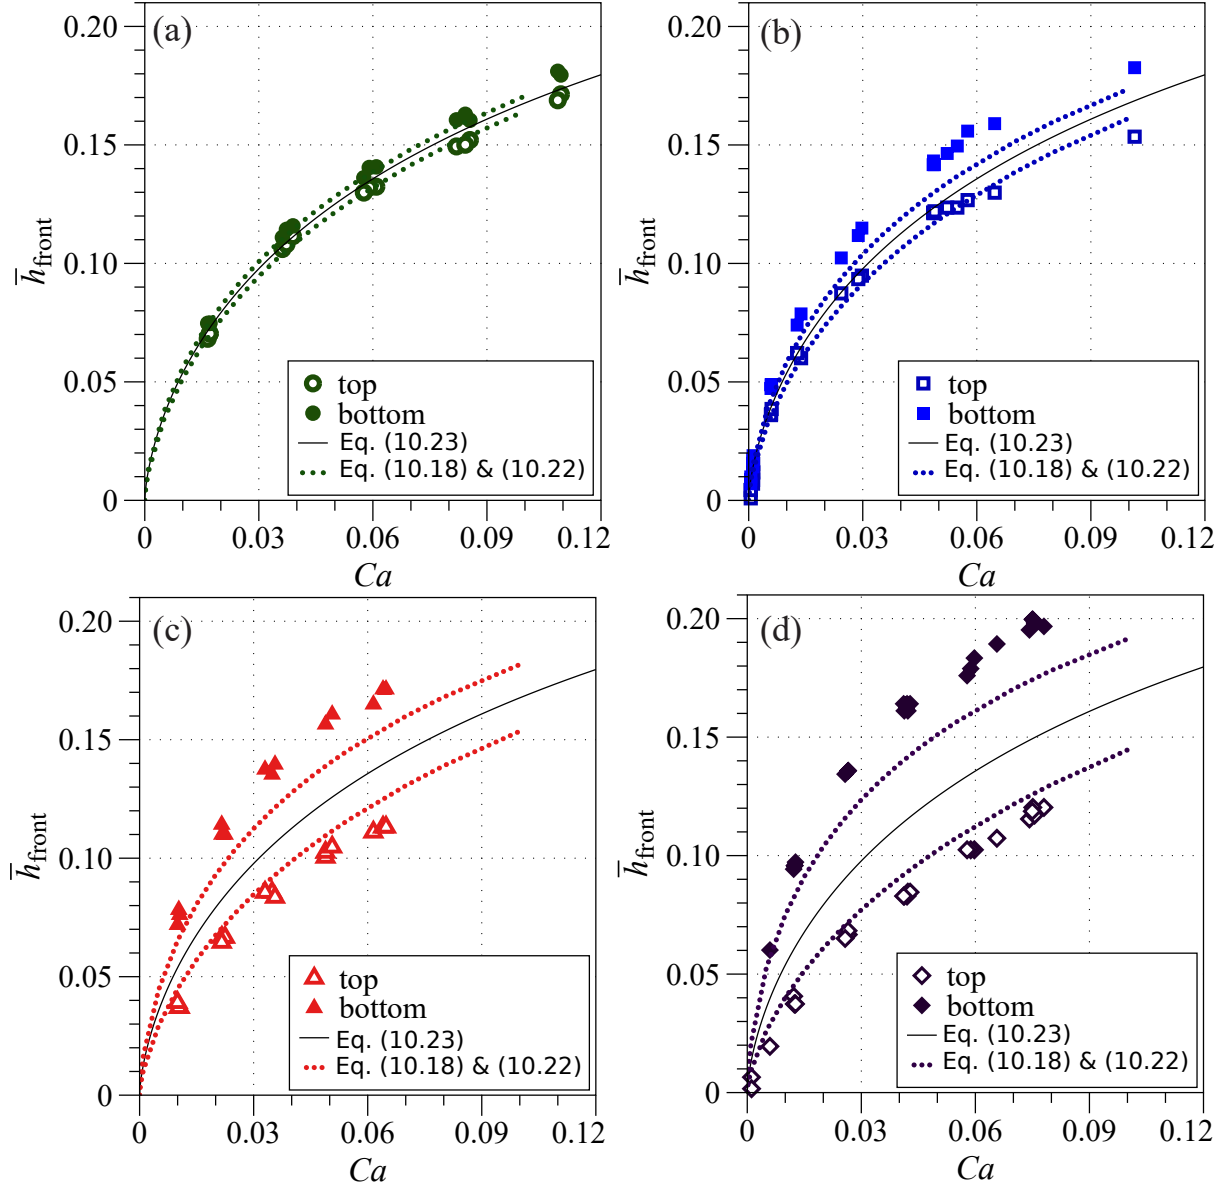 (a)
0.20
0.15
0.10
0.05
0
h̅front
top
bottom
Eq. (10.23)
Eq. (10.18) & (10.22)
0 0.03 0.06 0.09 0.12
Ca
(b)
0.20
0.15
0.10
0.05
0
h̅front
top
bottom
Eq. (10.23)
Eq. (10.18) & (10.22)
0 0.03 0.06 0.09 0.12
Ca
(c)
0.20
0.15
0.10
0.05
0
h̅front
top
bottom
Eq. (10.23)
Eq. (10.18) & (10.22)
0 0.03 0.06 0.09 0.12
Ca
(d)
0.20
0.15
0.10
0.05
0
h̅front
top
bottom
Eq. (10.23)
Eq. (10.18) & (10.22)
0 0.03 0.06 0.09 0.12
Ca